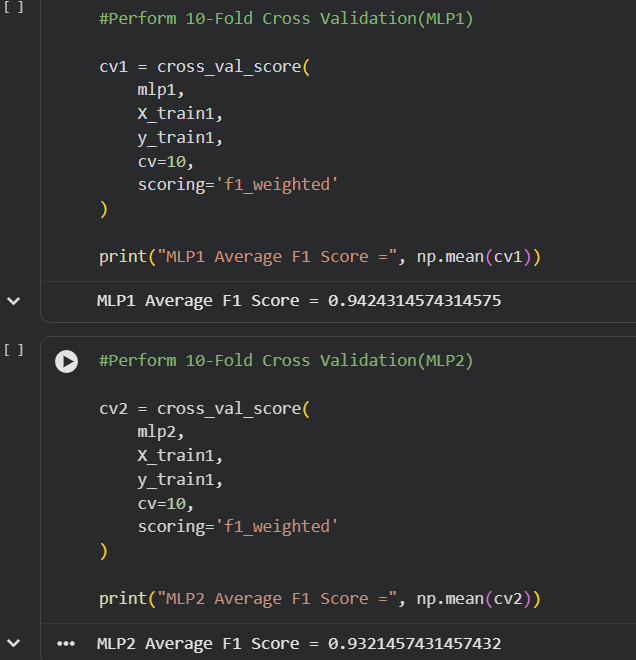 [ ]
#Perform 10-Fold Cross Validation(MLP1)
cv1 = cross_val_score(
    mlp1,
    X_train1,
    y_train1,
    cv=10,
    scoring='f1_weighted'
)
print("MLP1 Average F1 Score =", np.mean(cv1))
MLP1 Average F1 Score = 0.9424314574314575
[ ]
#Perform 10-Fold Cross Validation(MLP2)
cv2 = cross_val_score(
    mlp2,
    X_train1,
    y_train1,
    cv=10,
    scoring='f1_weighted'
)
print("MLP2 Average F1 Score =", np.mean(cv2))
MLP2 Average F1 Score = 0.9321457431457432